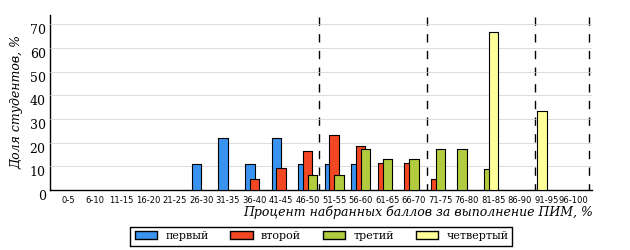 Доля студентов, %
70
60
50
40
30
20
10
0
0-5 6-10 11-15 16-20 21-25 26-30 31-35 36-40 41-45 46-50 51-55 56-60 61-65 66-70 71-75 76-80 81-85 86-90 91-95 96-100
Процент набранных баллов за выполнение ПИМ, %
первый второй третий четвертый